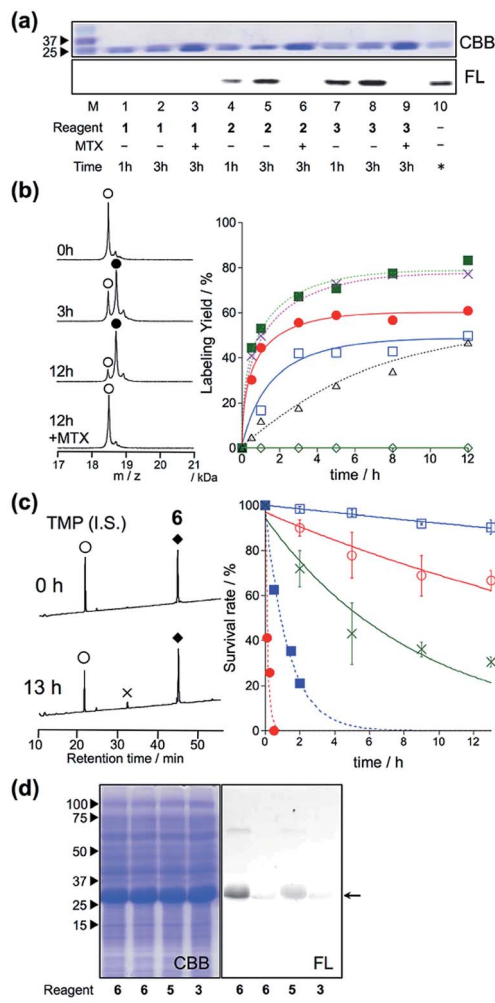 (a)
37
25
CBB
FL
M 1 2 3 4 5 6 7 8 9 10
Reagent 1 1 1 2 2 2 3 3 3 –
MTX – – + – – + – – + –
Time 1h 3h 3h 1h 3h 3h 1h 3h 3h *
(b)
0h
3h
12h
12h
+MTX
17 18 19 20 21
m / z / kDa
Labeling Yield / %
100
80
60
40
20
0
0 2 4 6 8 10 12
time / h
(c)
TMP (I.S.) 6
0 h
13 h
10 20 30 40 50
Retention time / min
Survival rate / %
100
80
60
40
20
0
0 2 4 6 8 10 12
time / h
(d)
100
75
50
37
25
15
CBB
FL
Reagent 6 6 5 3 6 6 5 3